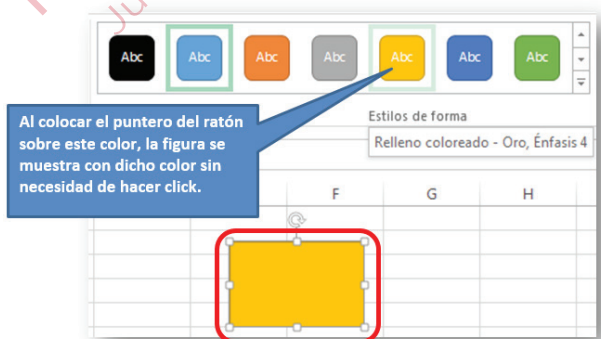 Abc Abc Abc Abc Abc Abc Abc
Al colocar el puntero del ratón
sobre este color, la figura se
muestra con dicho color sin
necesidad de hacer click.
Estilos de forma
Relleno coloreado - Oro, Énfasis 4
F G H